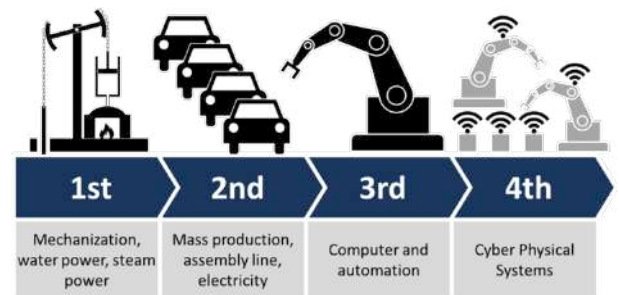 1st
2nd
3rd
4th
Mechanization,
water power, steam
power
Mass production,
assembly line,
electricity
Computer and
automation
Cyber Physical
Systems